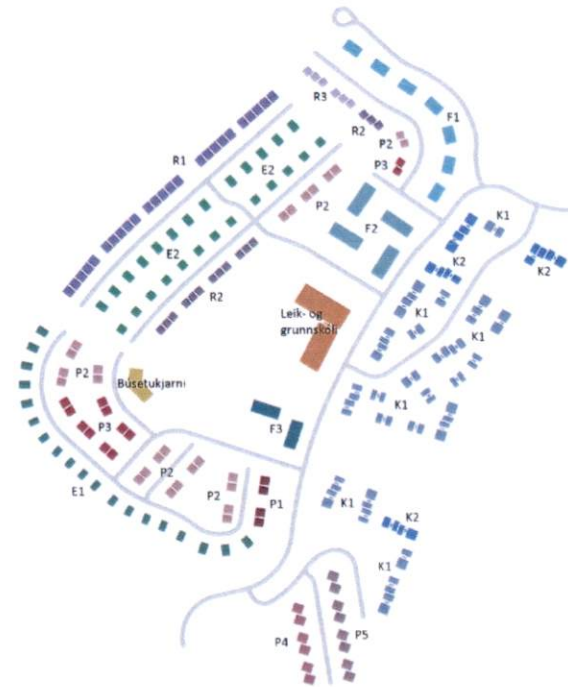 F1
R3
R2
P2
P3
R1
E2
P2
K1
F2
K2
K2
E2
R2
K1
Leik- og
grunnskóli
K1
P2
Búsetukjarni
K1
P3
F3
P2
P2
P1
E1
K1
K2
K1
P4
P5